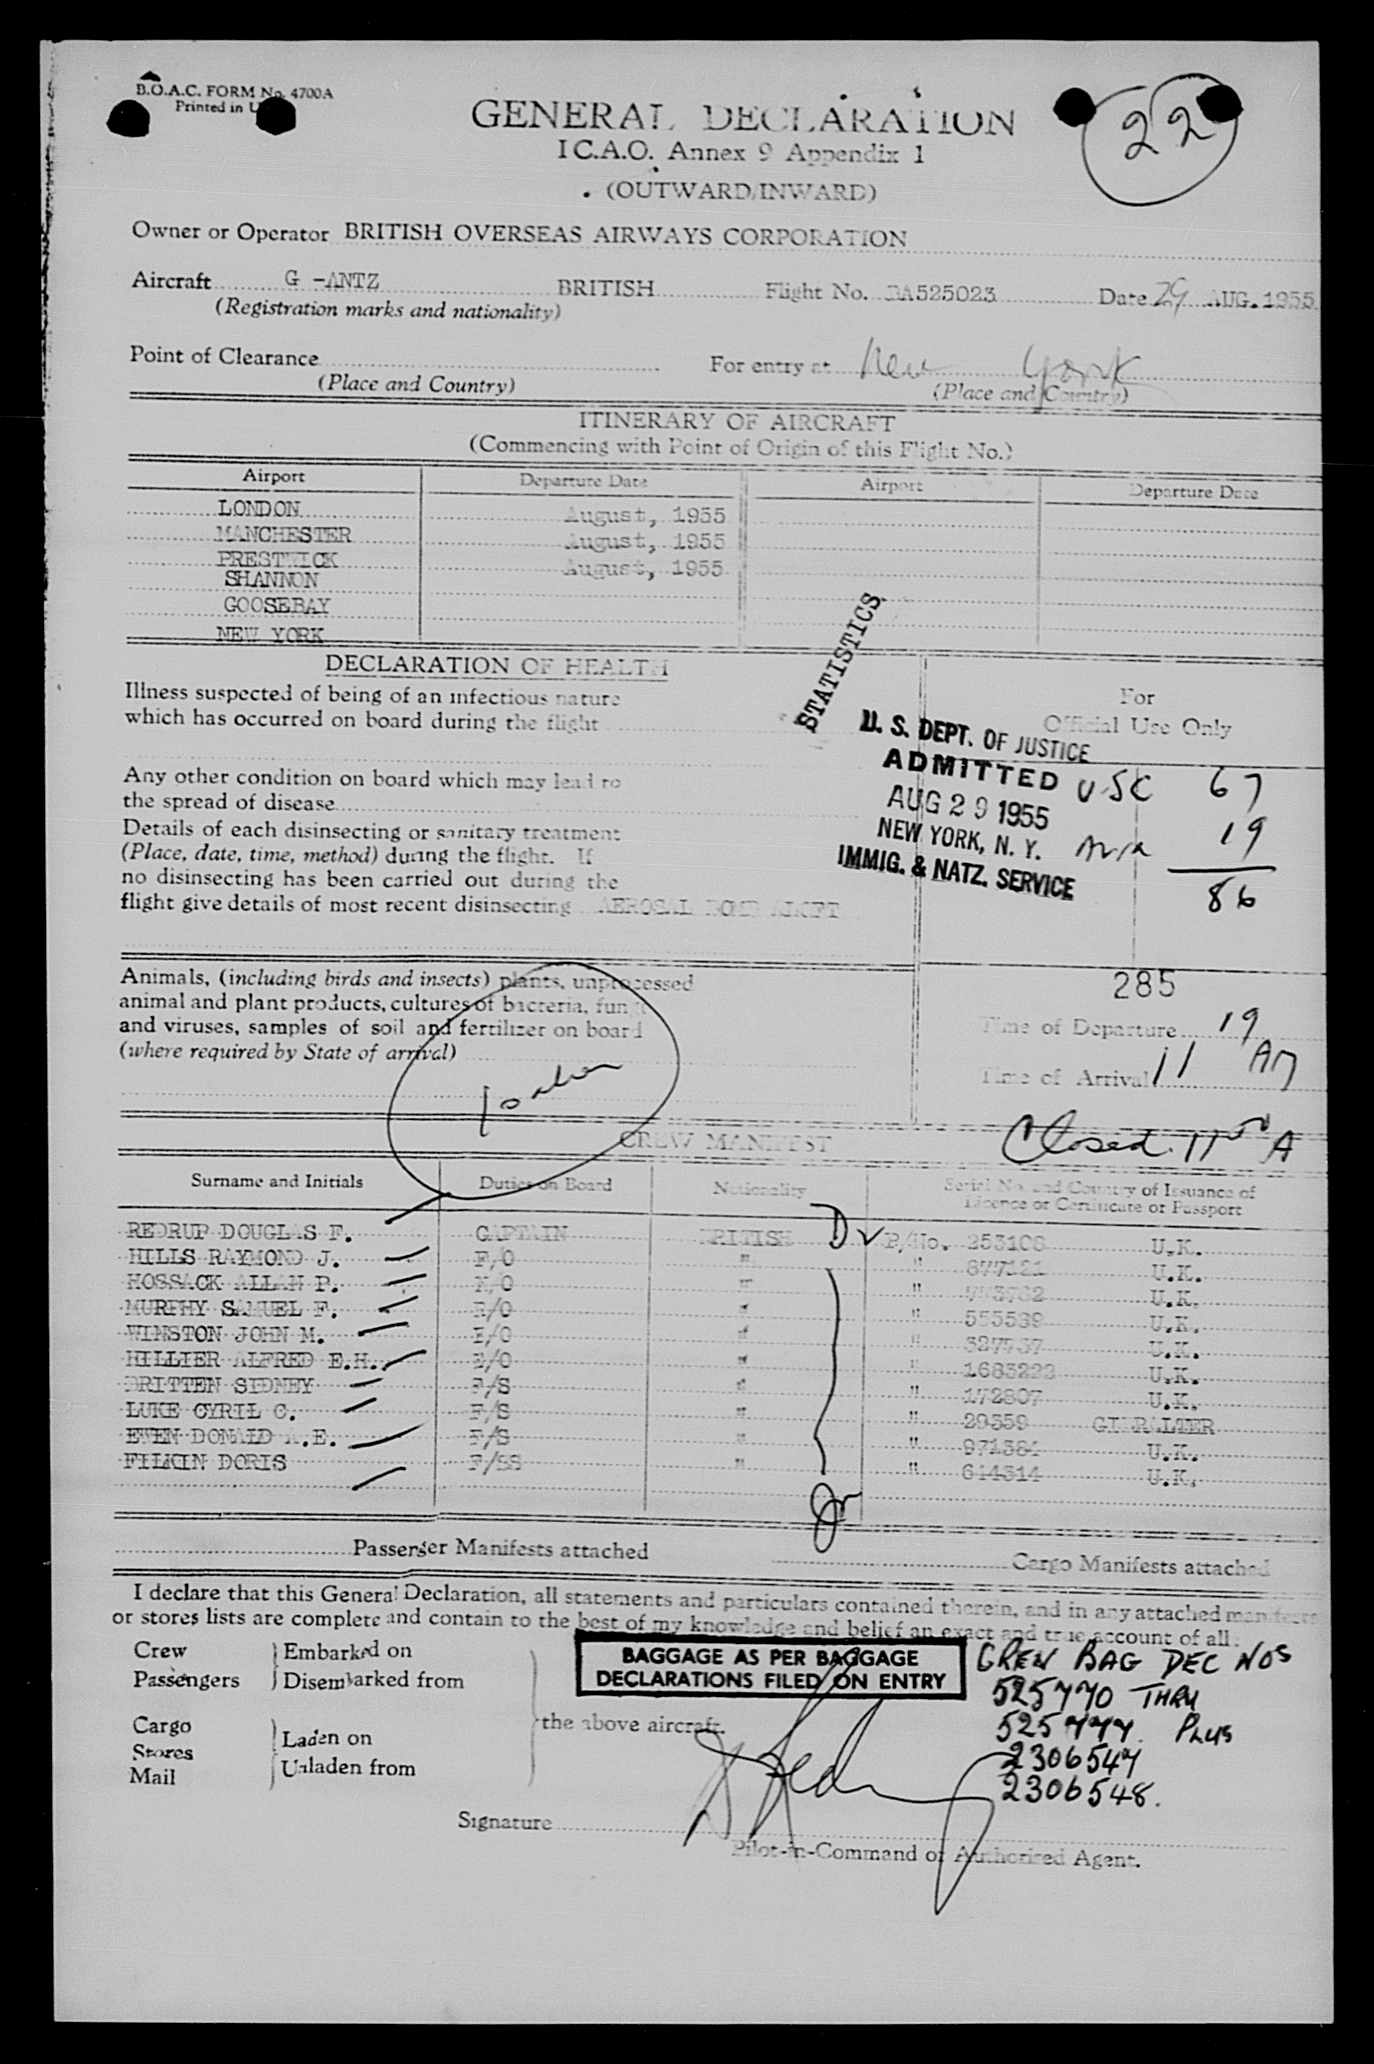 B.O.A.C. FORM No. 4700A
Printed in
22
GENERAL DECLARATION
I C.A.O. Annex 9 Appendix 1
(OUTWARD/INWARD)
Owner or Operator BRITISH OVERSEAS AIRWAYS CORPORATION
Aircraft G -ANTZ BRITISH Flight No. BA525023 Date 29 AUG. 1955
(Registration marks and nationality)
Point of Clearance For entry at New York
(Place and Country) (Place and Country)
ITINERARY OF AIRCRAFT
(Commencing with Point of Origin of this Flight No.)
Airport Departure Date Airport Departure Date
LONDON August, 1955
MANCHESTER August, 1955
PRESTWICK August, 1955
SHANNON
GOOSEBAY
NEW YORK
STATISTICS
DECLARATION OF HEALTH
Illness suspected of being of an infectious nature
which has occurred on board during the flight
For
Official Use Only
U. S. DEPT. OF JUSTICE
ADMITTED
AUG 29 1955
NEW YORK, N. Y.
IMMIG. & NATZ. SERVICE
USC 67
19
86
Any other condition on board which may lead to
the spread of disease
Details of each disinsecting or sanitary treatment
(Place, date, time, method) during the flight. If
no disinsecting has been carried out during the
flight give details of most recent disinsecting AEROSAL BOMB ALOFT
Animals, (including birds and insects) plants, unprocessed
animal and plant products, cultures of bacteria, fungi
and viruses, samples of soil and fertilizer on board
(where required by State of arrival)
285
Time of Departure 19
Time of Arrival 11 AM
Closed 11 A
CREW MANIFEST
Surname and Initials Duties on Board Nationality Serial No. and Country of Issuance of
Licence or Certificate or Passport
REDRUP DOUGLAS F. CAPTAIN BRITISH P/No. 253108 U.K.
HILLS RAYMOND J. F/O " " 877121 U.K.
HOSSACK ALLAN P. N/O " " U.K.
MURPHY SAMUEL F. R/O " " 555599 U.K.
WINSTON JOHN M. E/O " " 327737 U.K.
HILLIER ALFRED E.H. E/O " " 1683223 U.K.
BRITTEN SIDNEY F/S " " 172807 U.K.
LUKE CYRIL C. F/S " " 29359 GIBRALTER
EVEN DONALD A.E. F/S " " 971384 U.K.
FILKIN DORIS F/SS " " 644314 U.K.
Passenger Manifests attached Cargo Manifests attached
I declare that this General Declaration, all statements and particulars contained therein, and in any attached manifests
or stores lists are complete and contain to the best of my knowledge and belief an exact and true account of all:
Crew Embarked on
Passengers Disembarked from
Cargo Laden on
Stores
Mail Unladen from
the above aircraft.
BAGGAGE AS PER BAGGAGE
DECLARATIONS FILED ON ENTRY
CREW BAG DEC NOS
525770 THRU
525777. PLUS
2306547
2306548.
Signature
Pilot-in-Command or Authorised Agent.